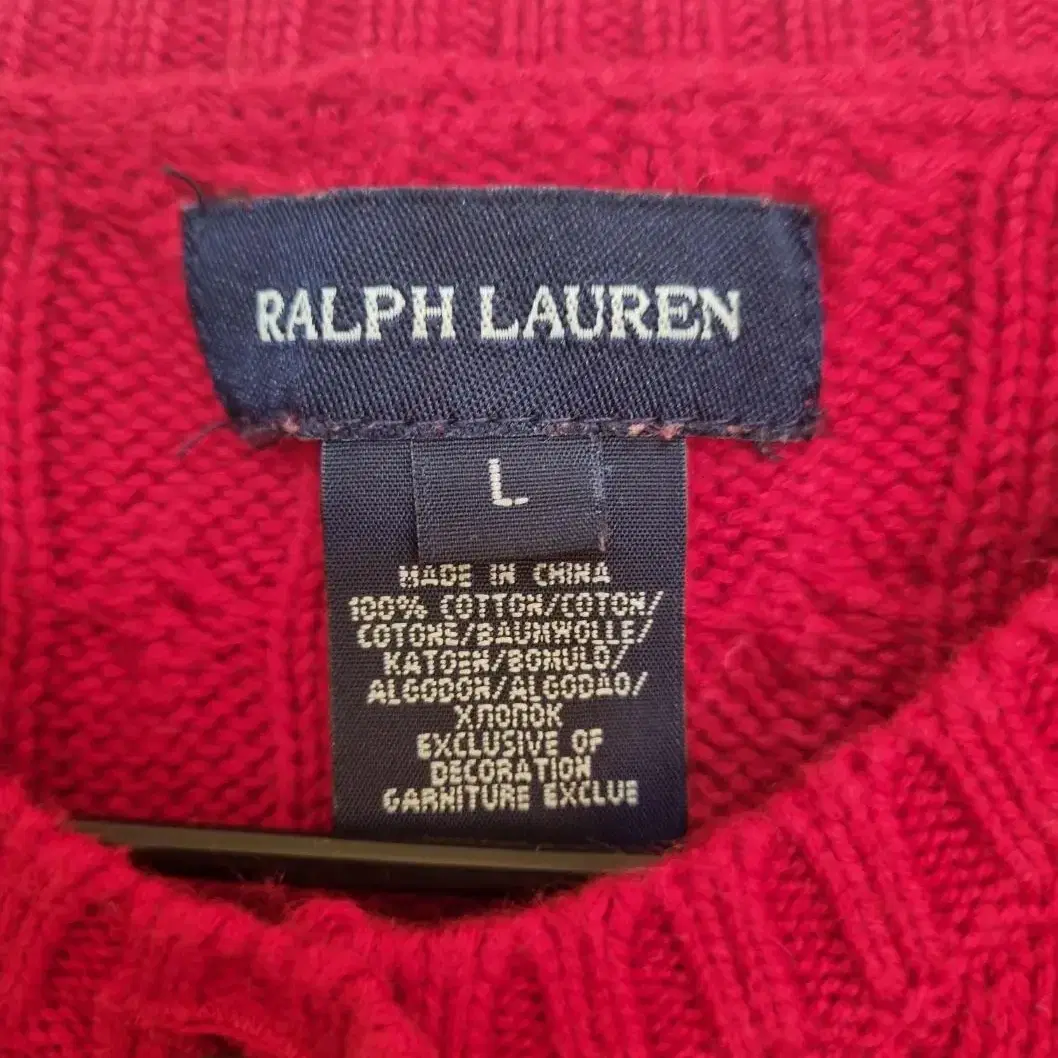 RALPH LAUREN
L
MADE IN CHINA
100% COTTON/COTON/
COTONE/BAUMWOLLE/
KATOEN/BOMULD/
ALGODON/ALGODAO/
ХЛОПОК
EXCLUSIVE OF
DECORATION
GARNITURE EXCLUE